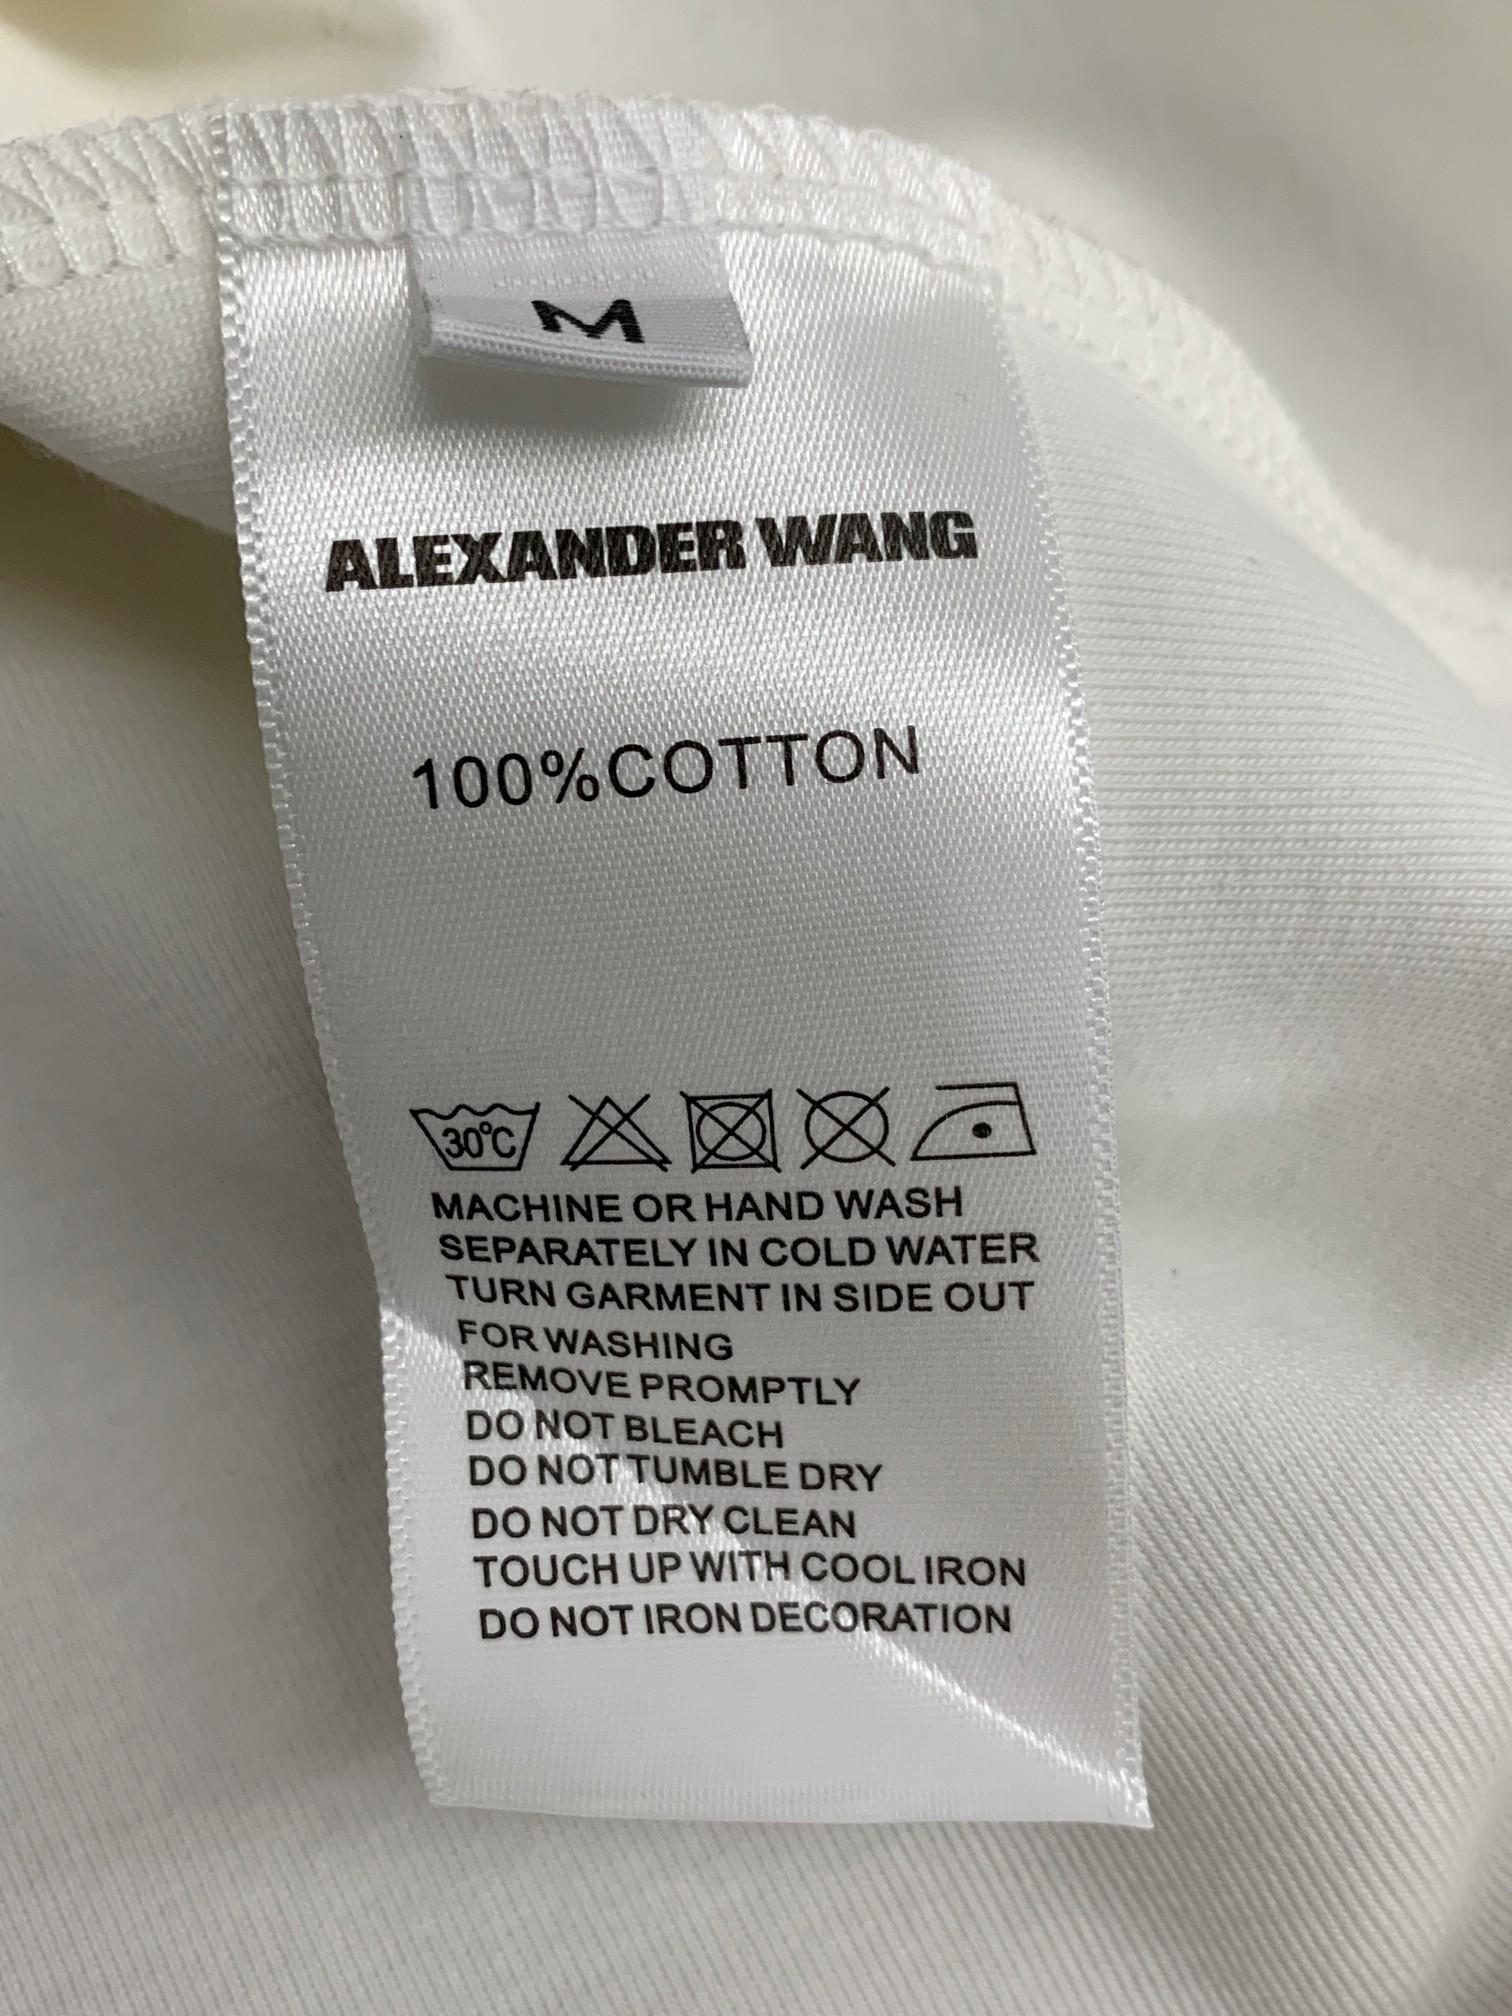 M
ALEXANDER WANG
100%COTTON
30°C
MACHINE OR HAND WASH
SEPARATELY IN COLD WATER
TURN GARMENT IN SIDE OUT
FOR WASHING
REMOVE PROMPTLY
DO NOT BLEACH
DO NOT TUMBLE DRY
DO NOT DRY CLEAN
TOUCH UP WITH COOL IRON
DO NOT IRON DECORATION